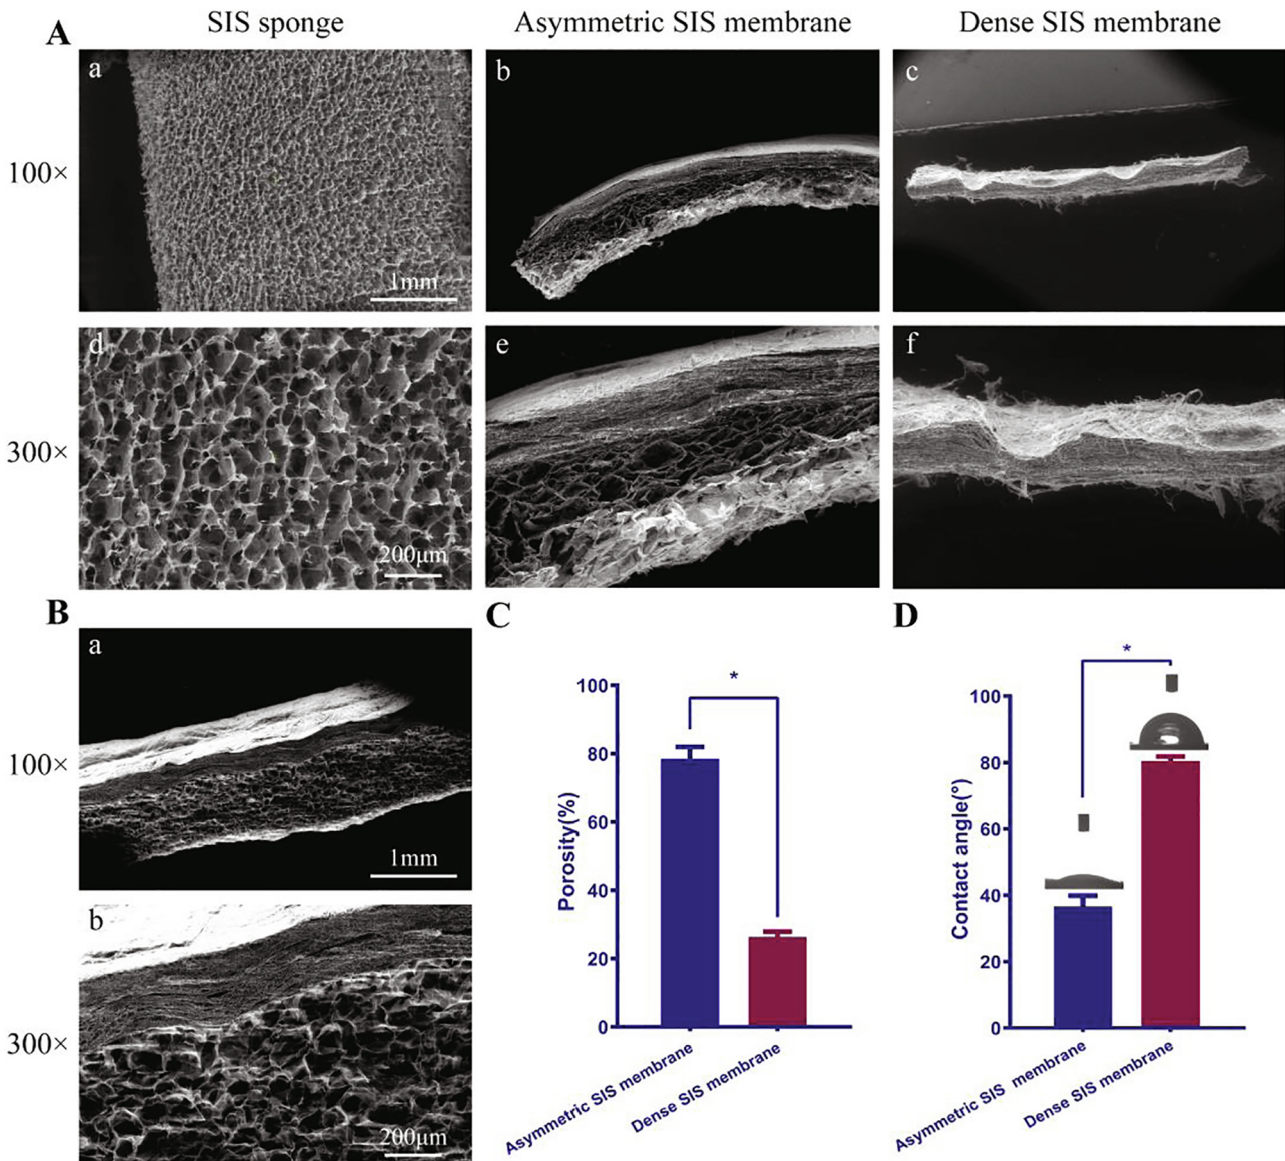 A
SIS sponge
Asymmetric SIS membrane
Dense SIS membrane
a
b
c
100×
1mm
d
e
f
300×
200μm
B
C
D
a
100×
1mm
b
300×
200μm
*
100
80
60
40
20
0
Porosity(%)
Asymmetric SIS membrane
Dense SIS membrane
*
100
80
60
40
20
0
Contact angle(°)
Asymmetric SIS membrane
Dense SIS membrane